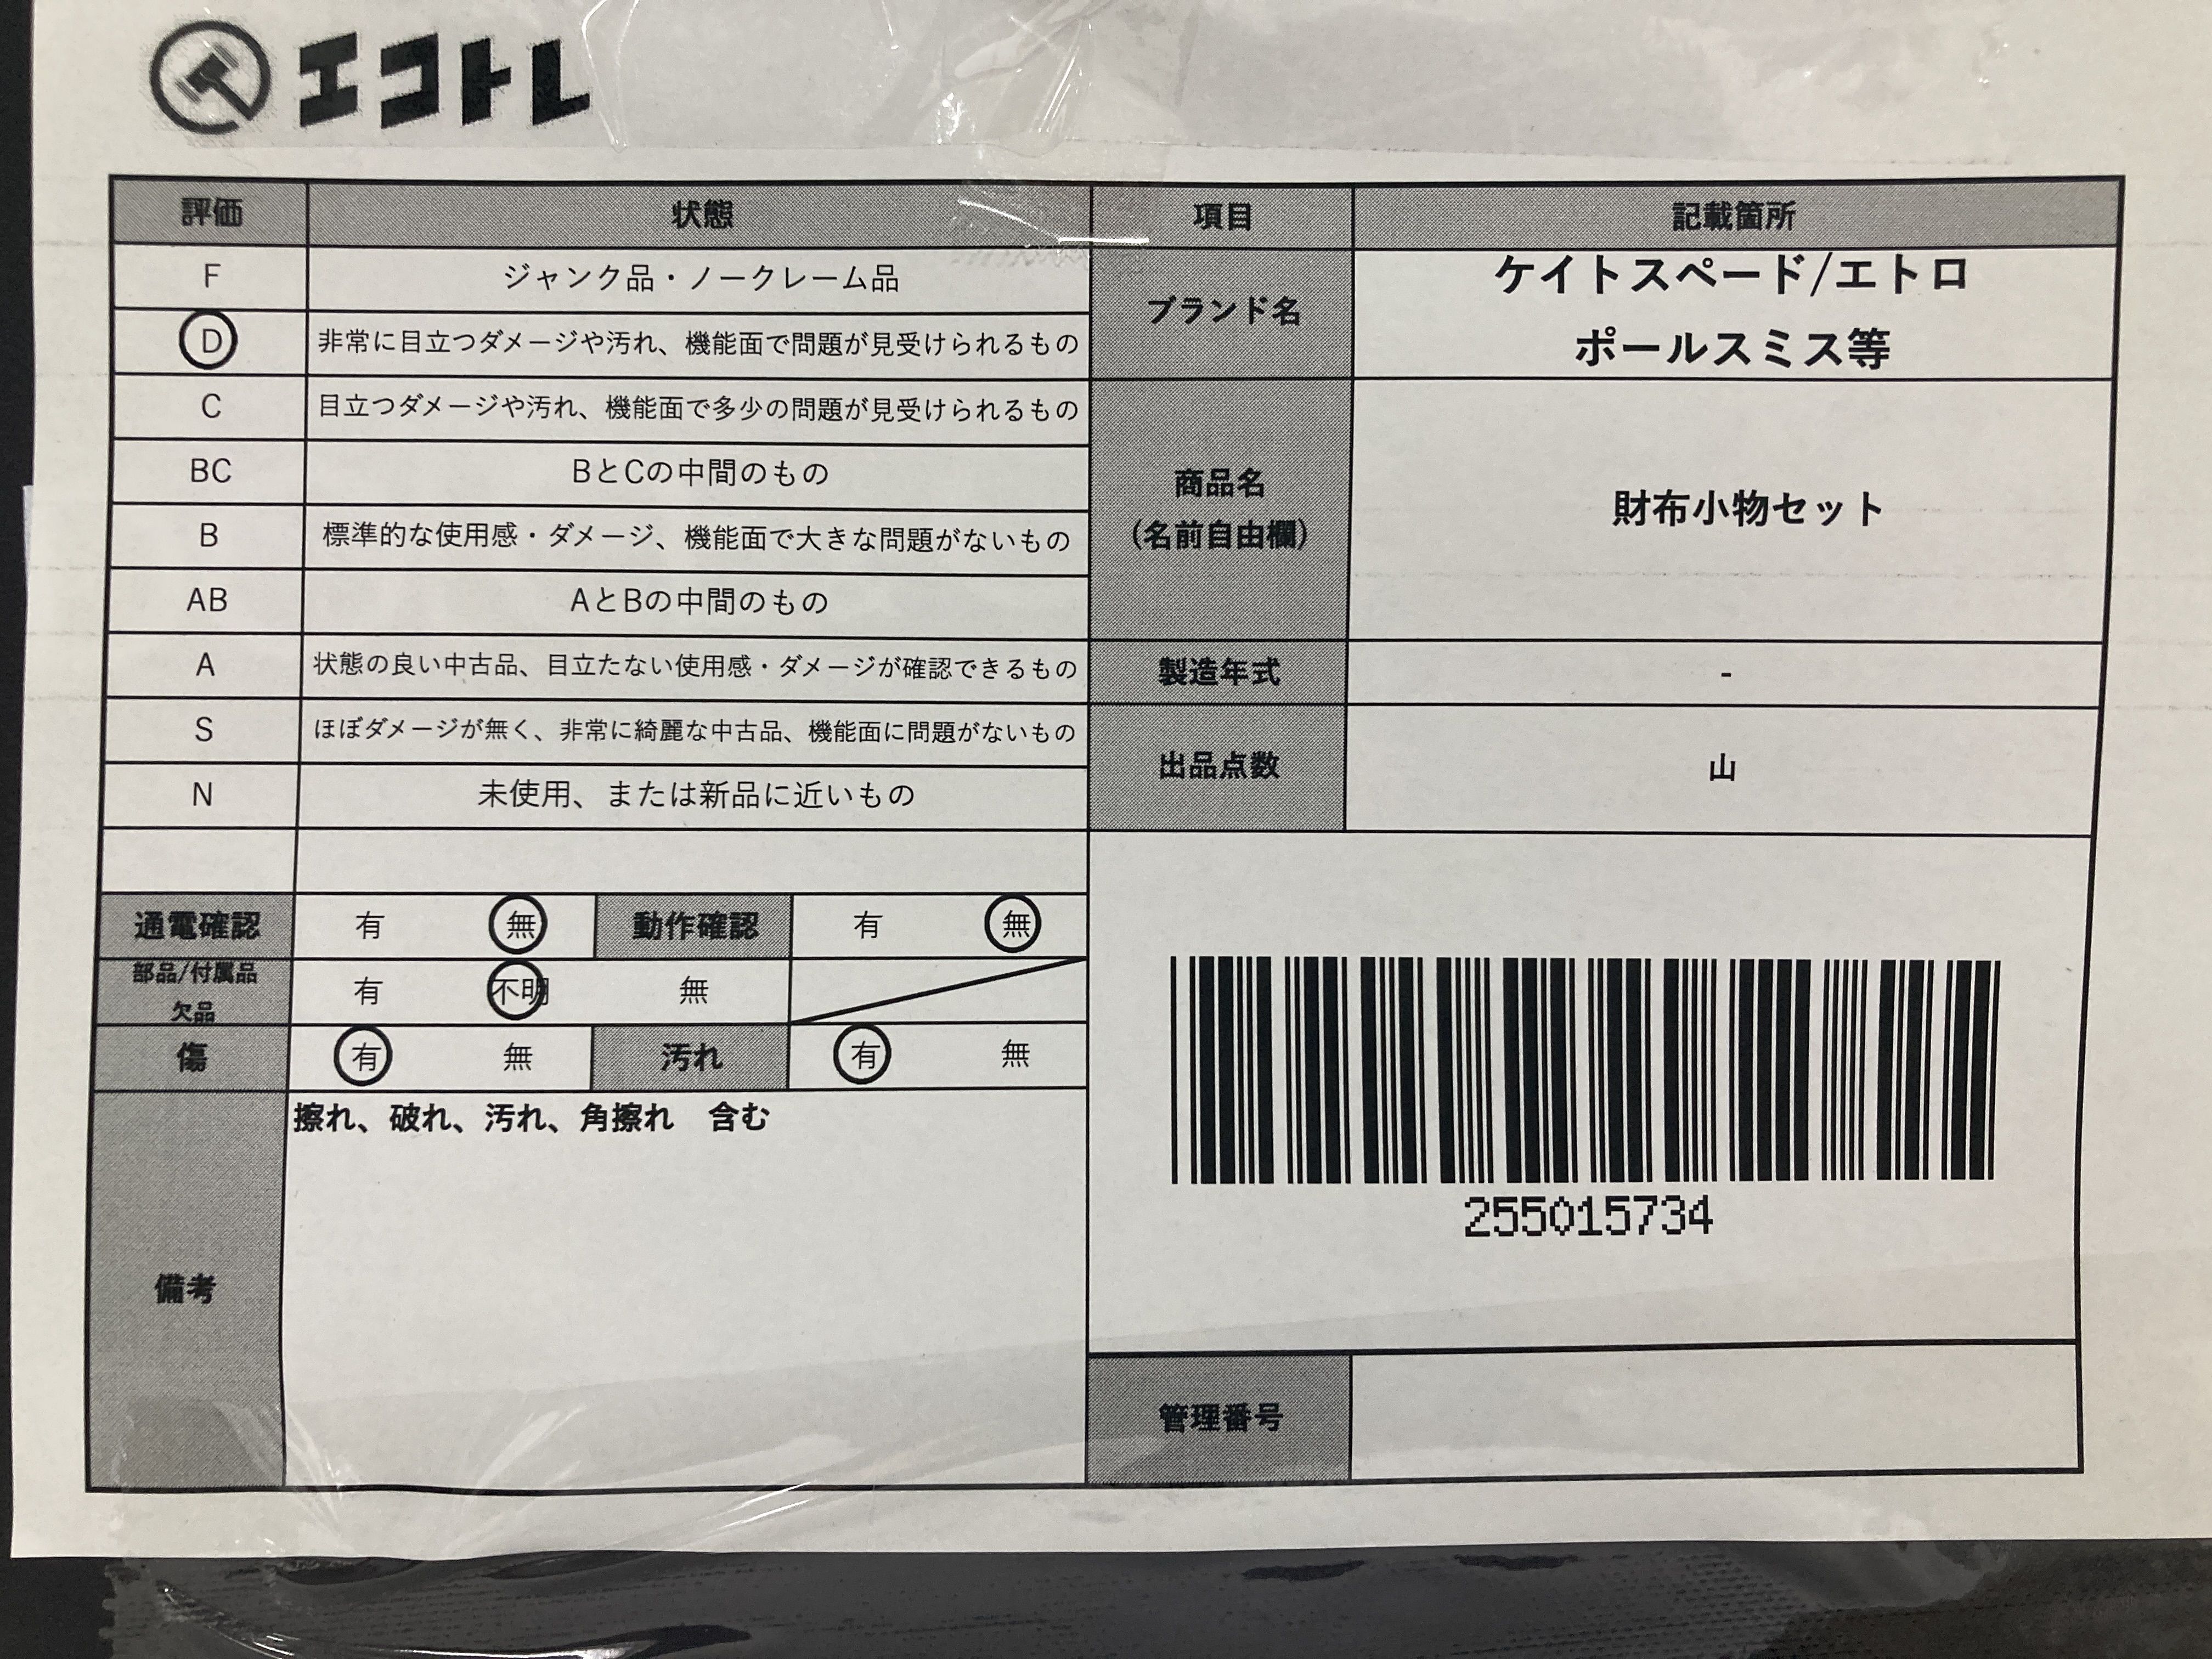 エコトレ
評価 状態 項目 記載箇所
F ジャンク品・ノークレーム品
D 非常に目立つダメージや汚れ、機能面で問題が見受けられるもの
C 目立つダメージや汚れ、機能面で多少の問題が見受けられるもの
BC BとCの中間のもの
B 標準的な使用感・ダメージ、機能面で大きな問題がないもの
AB AとBの中間のもの
A 状態の良い中古品、目立たない使用感・ダメージが確認できるもの
S ほぼダメージが無く、非常に綺麗な中古品、機能面に問題がないもの
N 未使用、または新品に近いもの
ブランド名
ケイトスペード/エトロ
ポールスミス等
商品名
（名前自由欄）
財布小物セット
製造年式 -
出品点数 山
通電確認 有 無 動作確認 有 無
部品/付属品
欠品
有 不明 無
傷 有 無 汚れ 有 無
備考
擦れ、破れ、汚れ、角擦れ　含む
255015734
管理番号